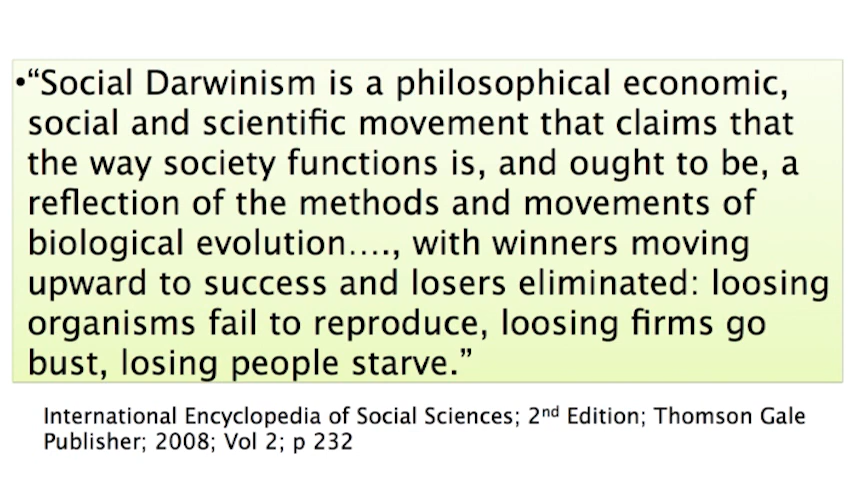 •“Social Darwinism is a philosophical economic,
social and scientific movement that claims that
the way society functions is, and ought to be, a
reflection of the methods and movements of
biological evolution…., with winners moving
upward to success and losers eliminated: loosing
organisms fail to reproduce, loosing firms go
bust, losing people starve.”
International Encyclopedia of Social Sciences; 2nd Edition; Thomson Gale
Publisher; 2008; Vol 2; p 232